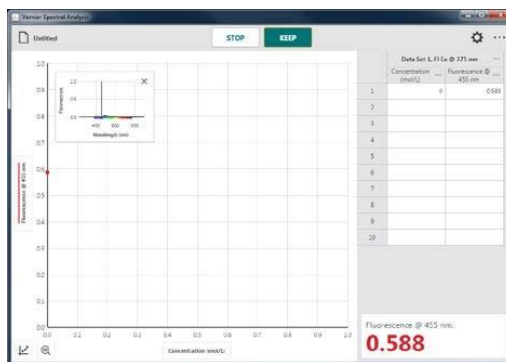 Vernier Spectral Analysis
Untitled
STOP
KEEP
Data Set 1, Fl Ex @ 375 nm
Concentration (mol/L)
Fluorescence @ 455 nm
1 0 0.588
2
3
4
5
6
7
8
9
10
1.0
0.9
0.8
0.7
0.6
0.5
0.4
0.3
0.2
0.1
0.0
Fluorescence @ 455 nm
Fluorescence
Wavelength (nm)
0.0 0.1 0.2 0.3 0.4 0.5 0.6 0.7 0.8 0.9 1.0
Concentration (mol/L)
Fluorescence @ 455 nm:
0.588